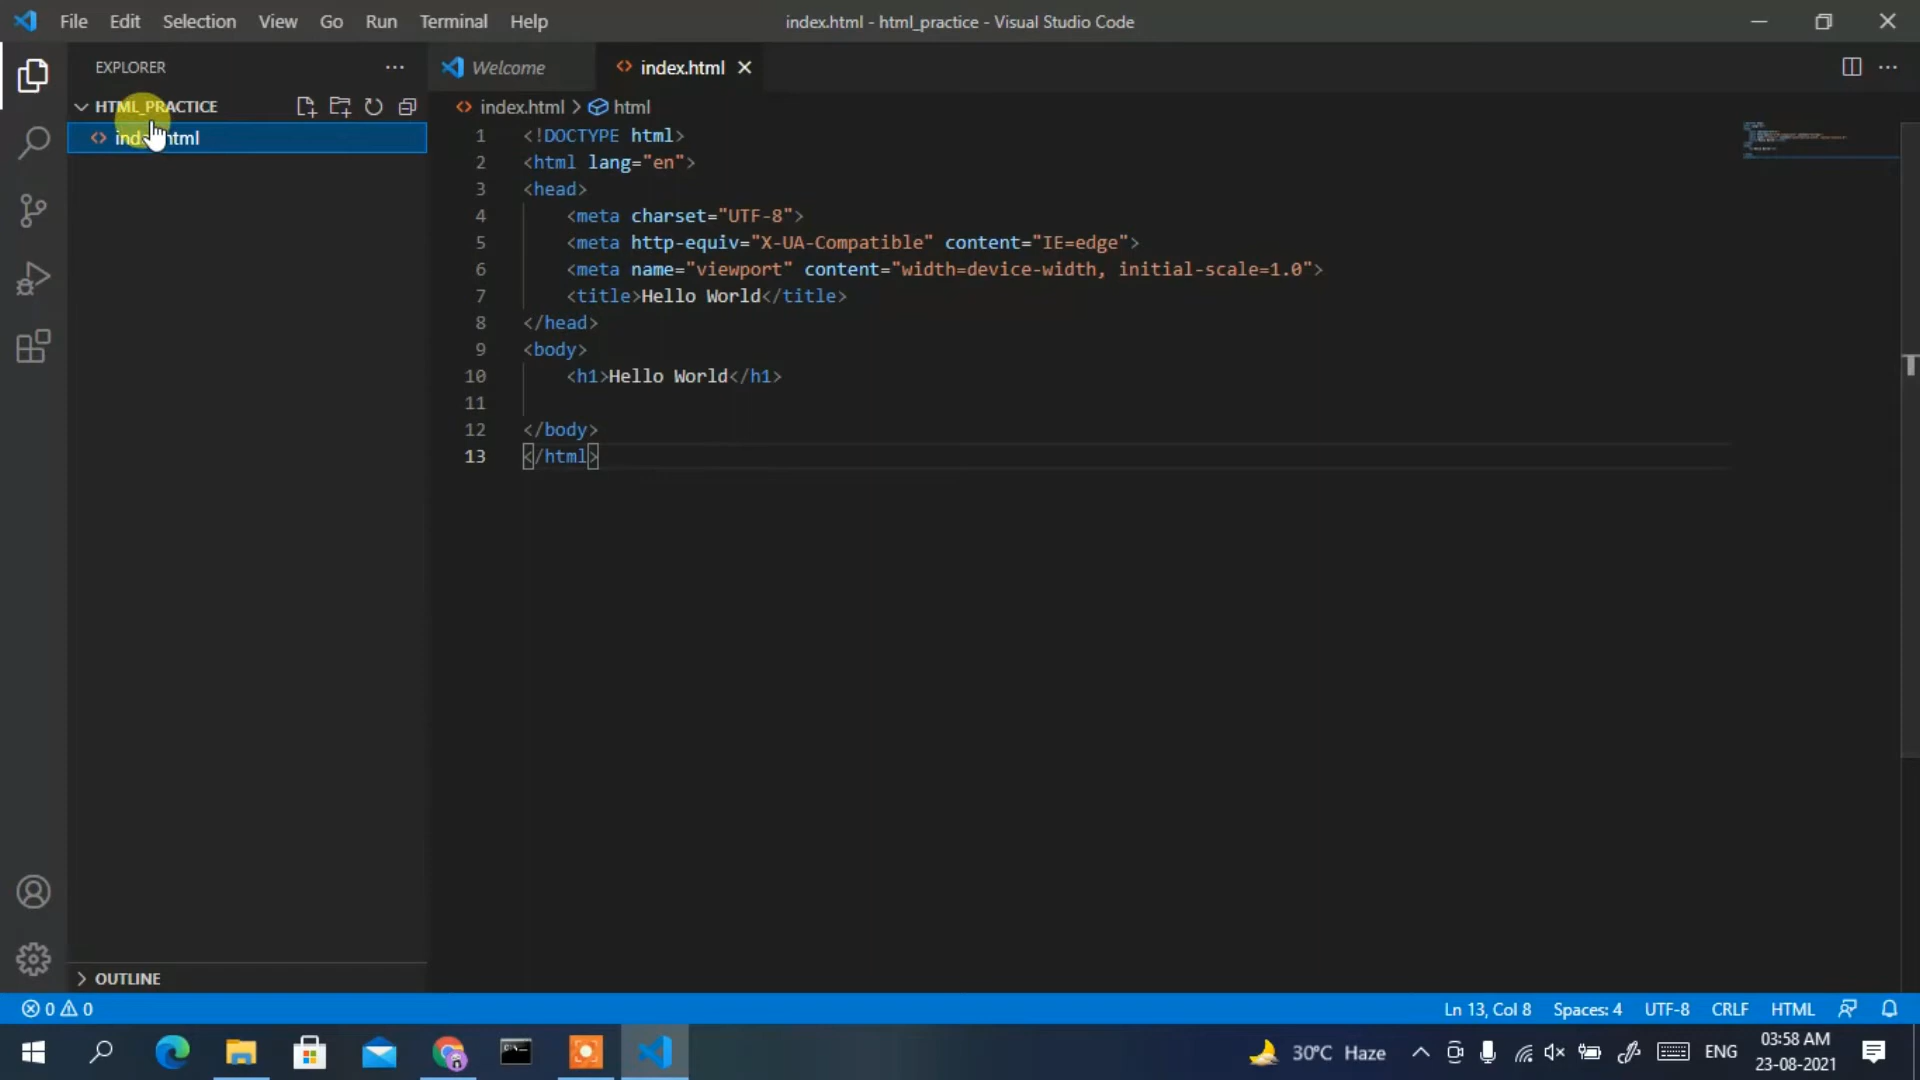 File Edit Selection View Go Run Terminal Help index.html - html_practice - Visual Studio Code
EXPLORER
Welcome
index.html
HTML_PRACTICE
index.html > html
1 <!DOCTYPE html>
2 <html lang="en">
3 <head>
4 <meta charset="UTF-8">
5 <meta http-equiv="X-UA-Compatible" content="IE=edge">
6 <meta name="viewport" content="width=device-width, initial-scale=1.0">
7 <title>Hello World</title>
8 </head>
9 <body>
10 <h1>Hello World</h1>
11
12 </body>
13 </html>
OUTLINE
0 0
Ln 13, Col 8 Spaces: 4 UTF-8 CRLF HTML
30°C Haze ENG
03:58 AM
23-08-2021